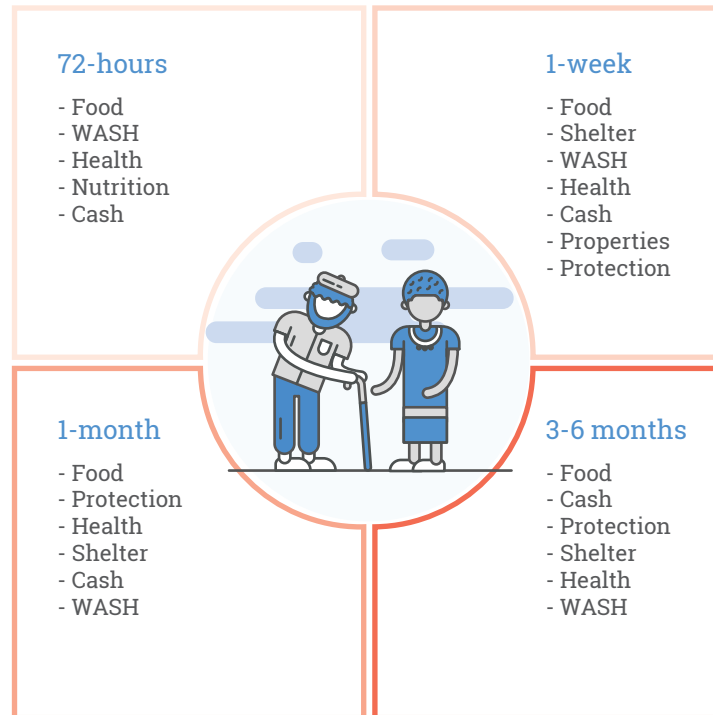 72-hours
- Food
- WASH
- Health
- Nutrition
- Cash
1-week
- Food
- Shelter
- WASH
- Health
- Cash
- Properties
- Protection
1-month
- Food
- Protection
- Health
- Shelter
- Cash
- WASH
3-6 months
- Food
- Cash
- Protection
- Shelter
- Health
- WASH